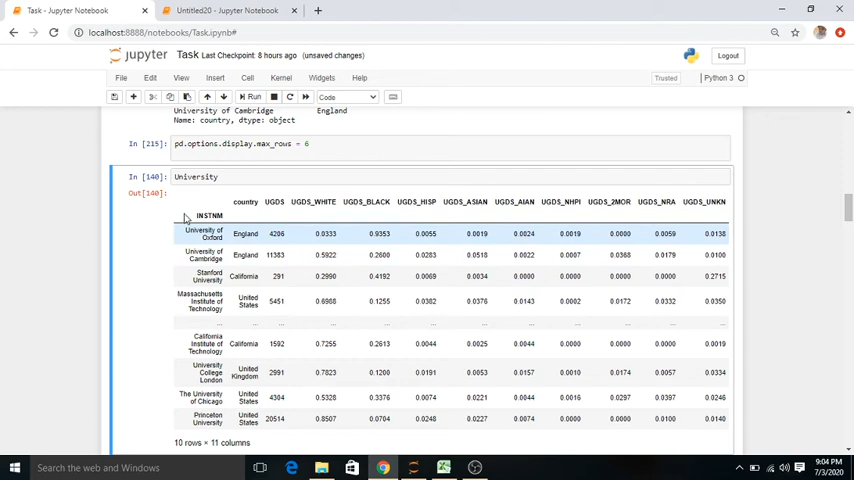 Task - Jupyter Notebook
Untitled20 - Jupyter Notebook
localhost:8888/notebooks/Task.ipynb#
jupyter Task Last Checkpoint: 8 hours ago (unsaved changes)
Logout
File Edit View Insert Cell Kernel Widgets Help
Trusted Python 3
Run Code
University of Cambridge England
Name: country, dtype: object
In [215]: pd.options.display.max_rows = 6
In [140]: University
Out[140]:
country UGDS UGDS_WHITE UGDS_BLACK UGDS_HISP UGDS_ASIAN UGDS_AIAN UGDS_NHPI UGDS_2MOR UGDS_NRA UGDS_UNKN
INSTNM
University of
Oxford England 4206 0.0333 0.9353 0.0055 0.0019 0.0024 0.0019 0.0000 0.0059 0.0138
University of
Cambridge England 11383 0.5922 0.2600 0.0283 0.0518 0.0022 0.0007 0.0368 0.0179 0.0100
Stanford
University California 291 0.2990 0.4192 0.0069 0.0034 0.0000 0.0000 0.0000 0.0000 0.2715
Massachusetts
Institute of
Technology United States 5451 0.6988 0.1255 0.0382 0.0376 0.0143 0.0002 0.0172 0.0332 0.0350
... ... ... ... ... ... ... ... ... ... ... ...
California
Institute of
Technology California 1592 0.7255 0.2613 0.0044 0.0025 0.0044 0.0000 0.0000 0.0000 0.0019
University
College
London United Kingdom 2991 0.7823 0.1200 0.0191 0.0053 0.0157 0.0010 0.0174 0.0057 0.0334
The University
of Chicago United States 4304 0.5328 0.3376 0.0074 0.0221 0.0044 0.0016 0.0297 0.0397 0.0246
Princeton
University United States 20514 0.8507 0.0704 0.0248 0.0227 0.0074 0.0000 0.0000 0.0100 0.0140
10 rows × 11 columns
Search the web and Windows
9:04 PM
7/3/2020